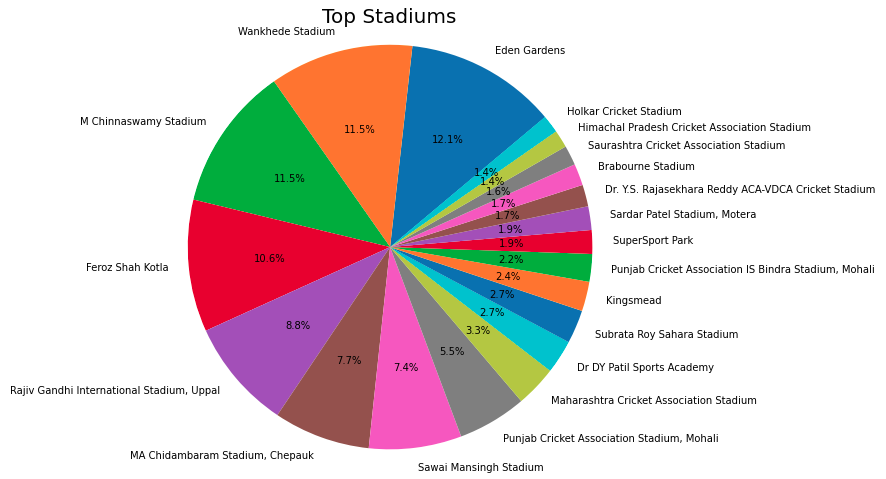 Top Stadiums
Wankhede Stadium
Eden Gardens
M Chinnaswamy Stadium
Holkar Cricket Stadium
Himachal Pradesh Cricket Association Stadium
Saurashtra Cricket Association Stadium
Brabourne Stadium
Dr. Y.S. Rajasekhara Reddy ACA-VDCA Cricket Stadium
Sardar Patel Stadium, Motera
SuperSport Park
Feroz Shah Kotla
Punjab Cricket Association IS Bindra Stadium, Mohali
Kingsmead
Subrata Roy Sahara Stadium
Dr DY Patil Sports Academy
Rajiv Gandhi International Stadium, Uppal
Maharashtra Cricket Association Stadium
Punjab Cricket Association Stadium, Mohali
MA Chidambaram Stadium, Chepauk
Sawai Mansingh Stadium
12.1%
11.5%
11.5%
10.6%
8.8%
7.7%
7.4%
5.5%
3.3%
2.7%
2.7%
2.4%
2.2%
1.9%
1.9%
1.7%
1.7%
1.6%
1.4%
1.4%